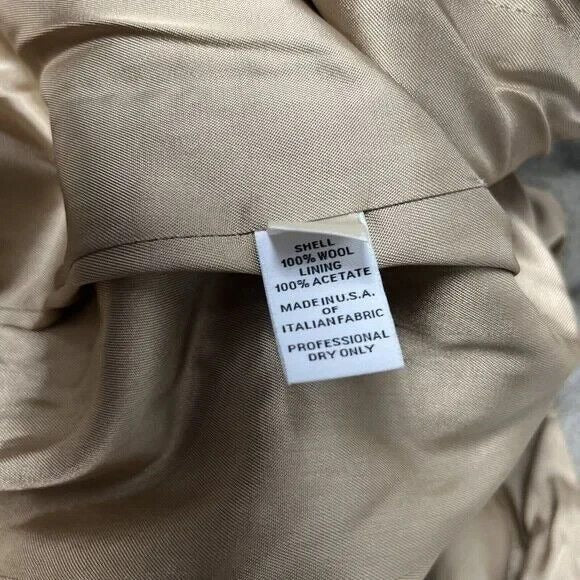 SHELL
100% WOOL
LINING
100% ACETATE
MADE IN U.S.A.
OF
ITALIAN FABRIC
PROFESSIONAL
DRY ONLY